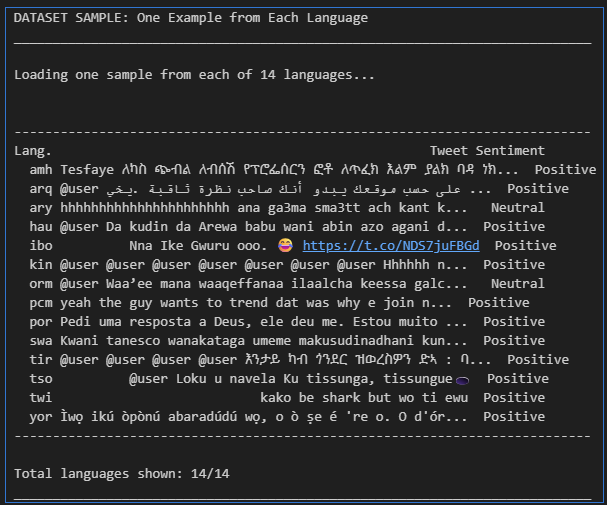 DATASET SAMPLE: One Example from Each Language
Loading one sample from each of 14 languages...
Lang. Tweet Sentiment
amh Tesfaye ለካስ ጭብል ለብሰሽ የፕሮፌሰርን ፎቶ ለጥፈክ እልም ያልክ ባዳ ነክ... Positive
arq @user على حسب موقعك يبدو أنك صاحب نظرة ثاقبة .يخي ... Positive
ary hhhhhhhhhhhhhhhhhhhhhh ana ga3ma sma3tt ach kant k... Neutral
hau @user Da kudin da Arewa babu wani abin azo agani d... Positive
ibo Nna Ike Gwuru ooo. 😂 https://t.co/NDS7juFBGd Positive
kin @user @user @user @user @user @user Hhhhhh n... Positive
orm @user Waa’ee mana waaqeffanaa ilaalcha keessa galc... Neutral
pcm yeah the guy wants to trend dat was why e join n... Positive
por Pedi uma resposta a Deus, ele deu me. Estou muito ... Positive
swa Kwani tanesco wanakataga umeme makusudinadhani kun... Positive
tir @user @user @user @user እንታይ ካብ ጎንደር ዝወረስዎን ድኣ : ባ... Positive
tso @user Loku u navela Ku tissunga, tissungue🕳 Positive
twi kako be shark but wo ti ewu Positive
yor Ìwọ ikú òpònú abaradúdú wọ, o ò ṣe é 're o. O d'ór... Positive
Total languages shown: 14/14